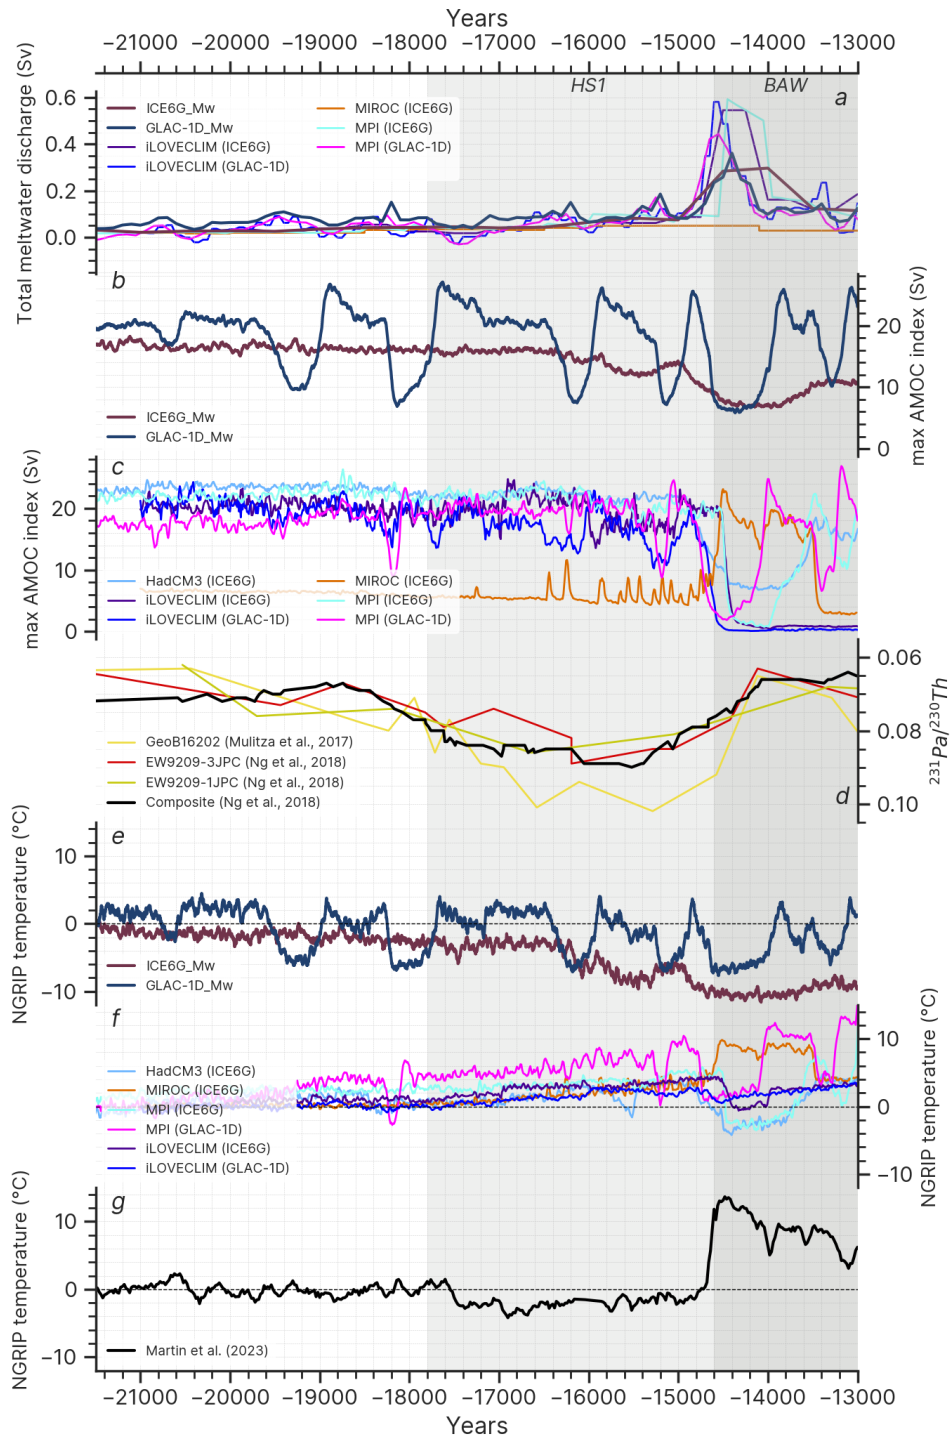 Years
−21000 −20000 −19000 −18000 −17000 −16000 −15000 −14000 −13000
HS1 BAW a
Total meltwater discharge (Sv)
0.6
0.4
0.2
0.0
ICE6G_Mw
GLAC-1D_Mw
iLOVECLIM (ICE6G)
iLOVECLIM (GLAC-1D)
MIROC (ICE6G)
MPI (ICE6G)
MPI (GLAC-1D)
b
max AMOC index (Sv)
20
10
0
ICE6G_Mw
GLAC-1D_Mw
c
max AMOC index (Sv)
20
10
0
HadCM3 (ICE6G)
iLOVECLIM (ICE6G)
iLOVECLIM (GLAC-1D)
MIROC (ICE6G)
MPI (ICE6G)
MPI (GLAC-1D)
0.06
0.08
0.10
231Pa/230Th
GeoB16202 (Mulitza et al., 2017)
EW9209-3JPC (Ng et al., 2018)
EW9209-1JPC (Ng et al., 2018)
Composite (Ng et al., 2018)
d
e
NGRIP temperature (°C)
10
0
−10
ICE6G_Mw
GLAC-1D_Mw
f
NGRIP temperature (°C)
10
0
−10
HadCM3 (ICE6G)
MIROC (ICE6G)
MPI (ICE6G)
MPI (GLAC-1D)
iLOVECLIM (ICE6G)
iLOVECLIM (GLAC-1D)
g
NGRIP temperature (°C)
10
0
−10
Martin et al. (2023)
−21000 −20000 −19000 −18000 −17000 −16000 −15000 −14000 −13000
Years